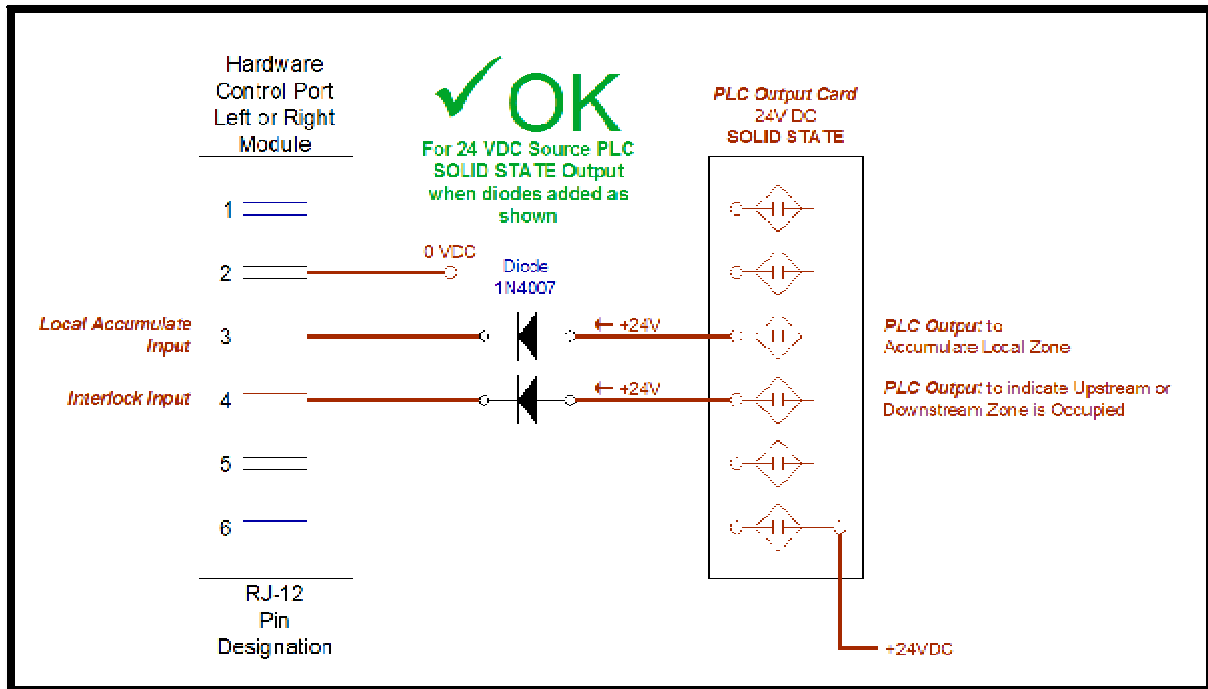 Hardware
Control Port
Left or Right
Module
OK
For 24 VDC Source PLC
SOLID STATE Output
when diodes added as
shown
PLC Output Card
24V DC
SOLID STATE
1
2
0 VDC
Diode
1N4007
Local Accumulate
Input
3
+24V
PLC Output to
Accumulate Local Zone
Interlock Input
4
+24V
PLC Output to indicate Upstream or
Downstream Zone is Occupied
5
6
RJ-12
Pin
Designation
+24VDC